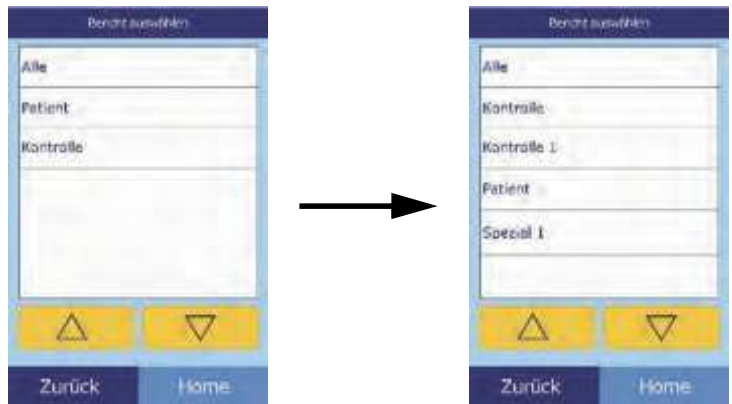 Bericht auswählen
Alle
Patient
Kontrolle
Zurück
Home
Bericht auswählen
Alle
Kontrolle
Kontrolle 1
Patient
Spezial 1
Zurück
Home